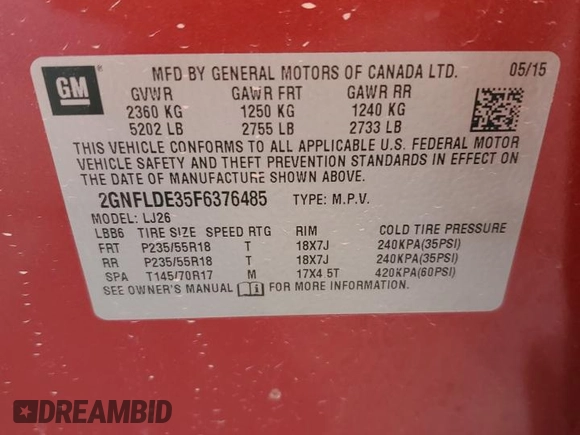 GM
MFD BY GENERAL MOTORS OF CANADA LTD. 05/15
GVWR GAWR FRT GAWR RR
2360 KG 1250 KG 1240 KG
5202 LB 2755 LB 2733 LB
THIS VEHICLE CONFORMS TO ALL APPLICABLE U.S. FEDERAL MOTOR
VEHICLE SAFETY AND THEFT PREVENTION STANDARDS IN EFFECT ON
THE DATE OF MANUFACTURE SHOWN ABOVE.
2GNFLDE35F6376485 TYPE: M.P.V.
MODEL: LJ26
LBB6 TIRE SIZE SPEED RTG RIM COLD TIRE PRESSURE
FRT P235/55R18 T 18X7J 240KPA(35PSI)
RR P235/55R18 T 18X7J 240KPA(35PSI)
SPA T145/70R17 M 17X4.5T 420KPA(60PSI)
SEE OWNER'S MANUAL i FOR MORE INFORMATION.
DREAMBID